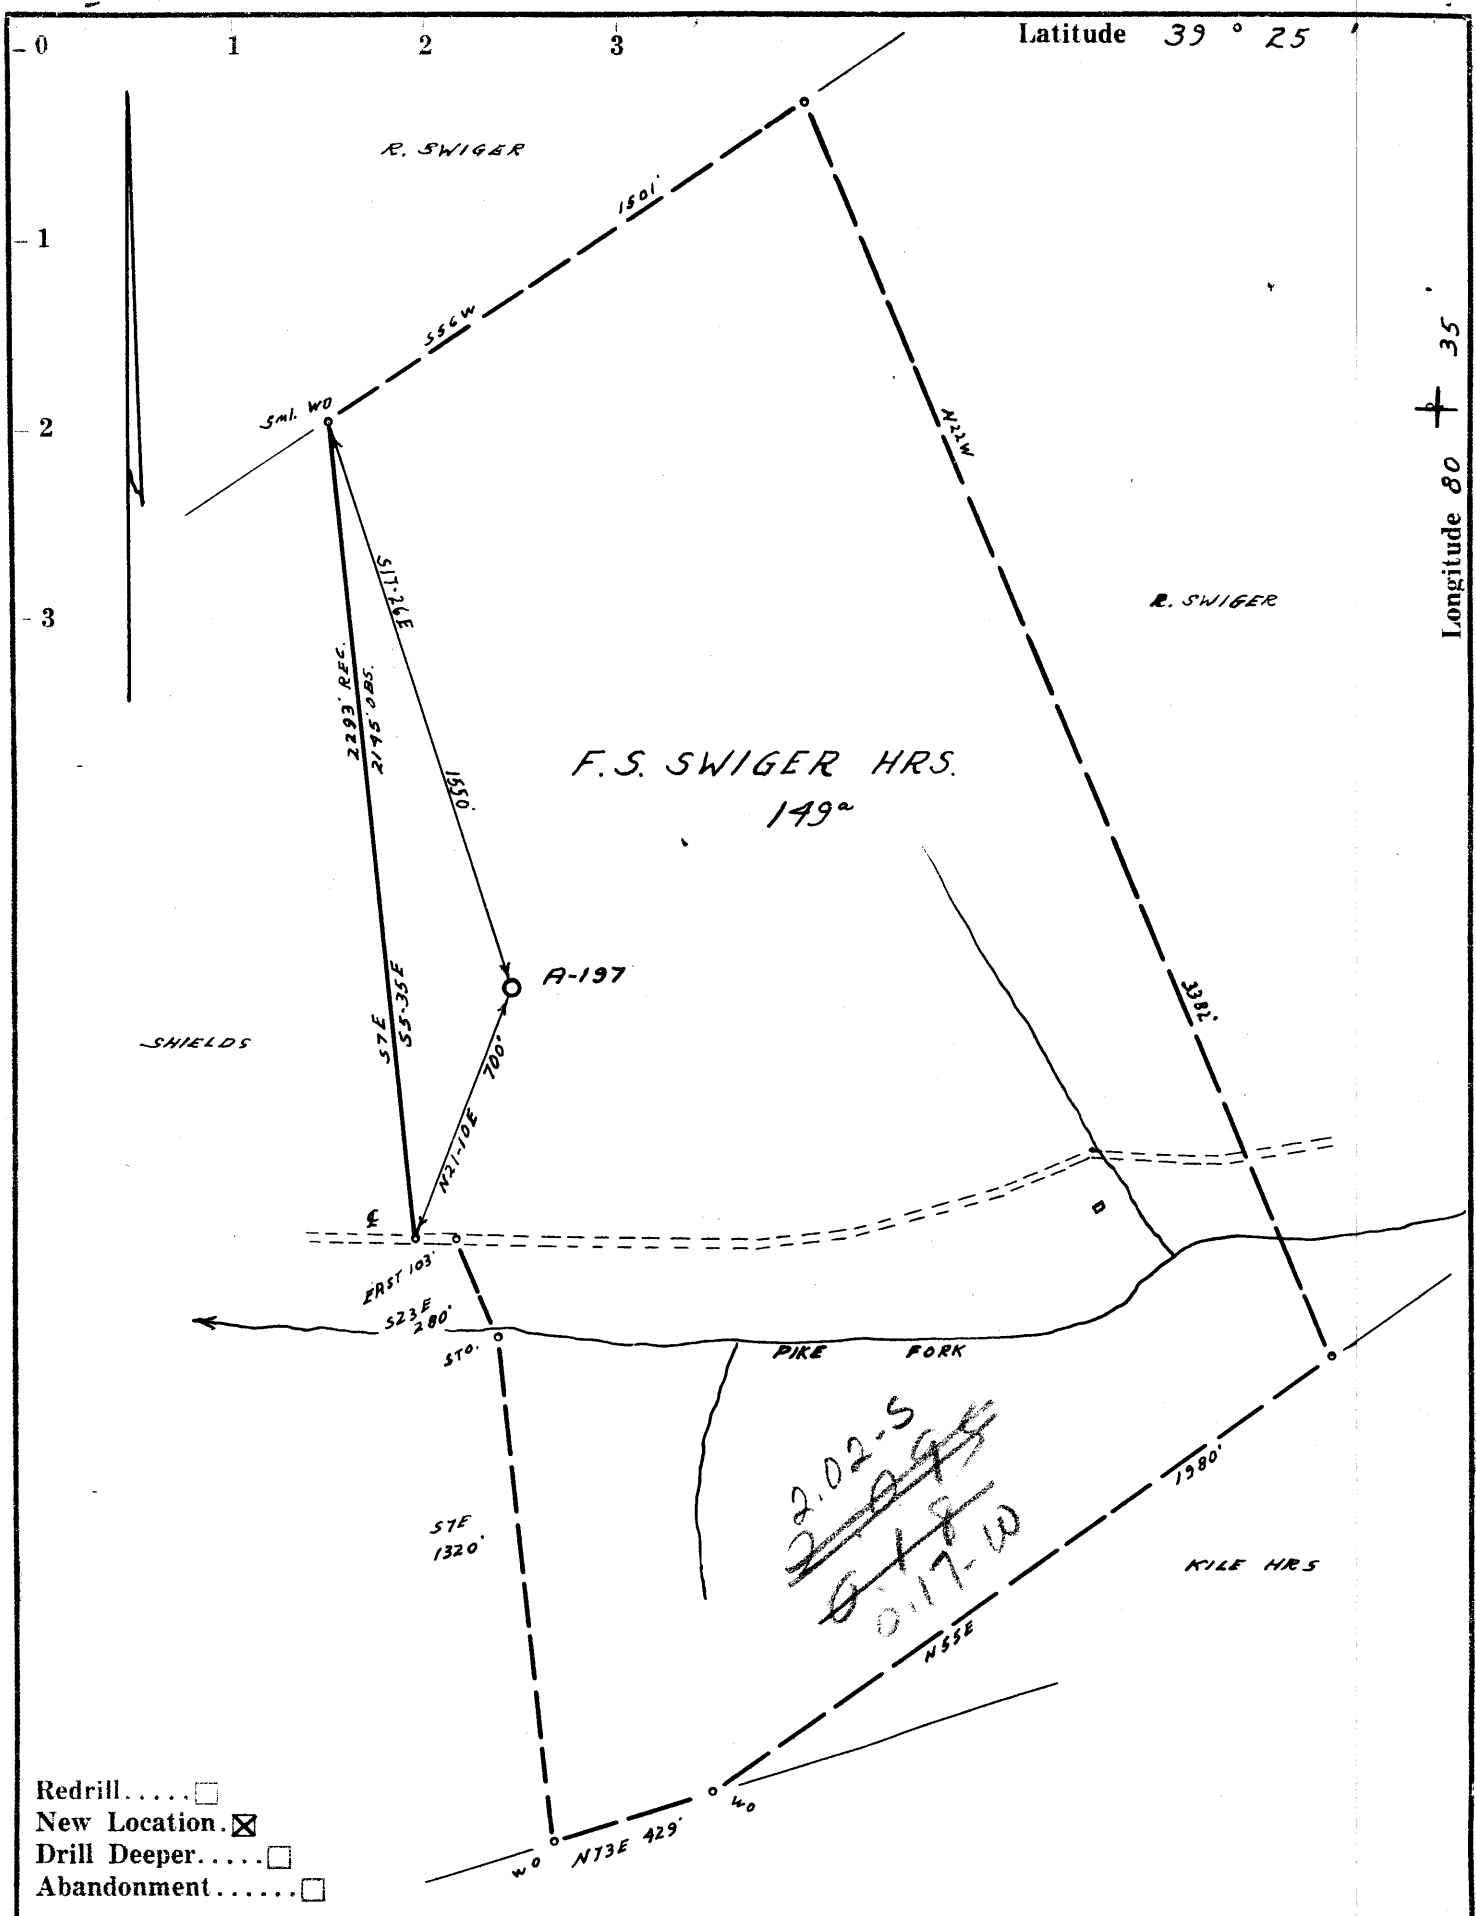 0 1 2 3
Latitude 39 ° 25 '
R. SWIGER
1501'
1
S56W
35 '
Sml. WO
2
N22W
Longitude 80
S17-26E
R. SWIGER
3
2293' REC.
2145' OBS.
F.S. SWIGER HRS.
149a
1550'
A-197
3382'
S7E
S5-35E
SHIELDS
700'
N21-10E
℄
EAST 103'
S23E
280'
STO.
PIKE FORK
2.02-S
1980'
S7E
1320'
0.17-W
KILE HRS
N55E
Redrill.....☐
New Location.☒
Drill Deeper.....☐
Abandonment......☐
WO
N73E 429'
WO